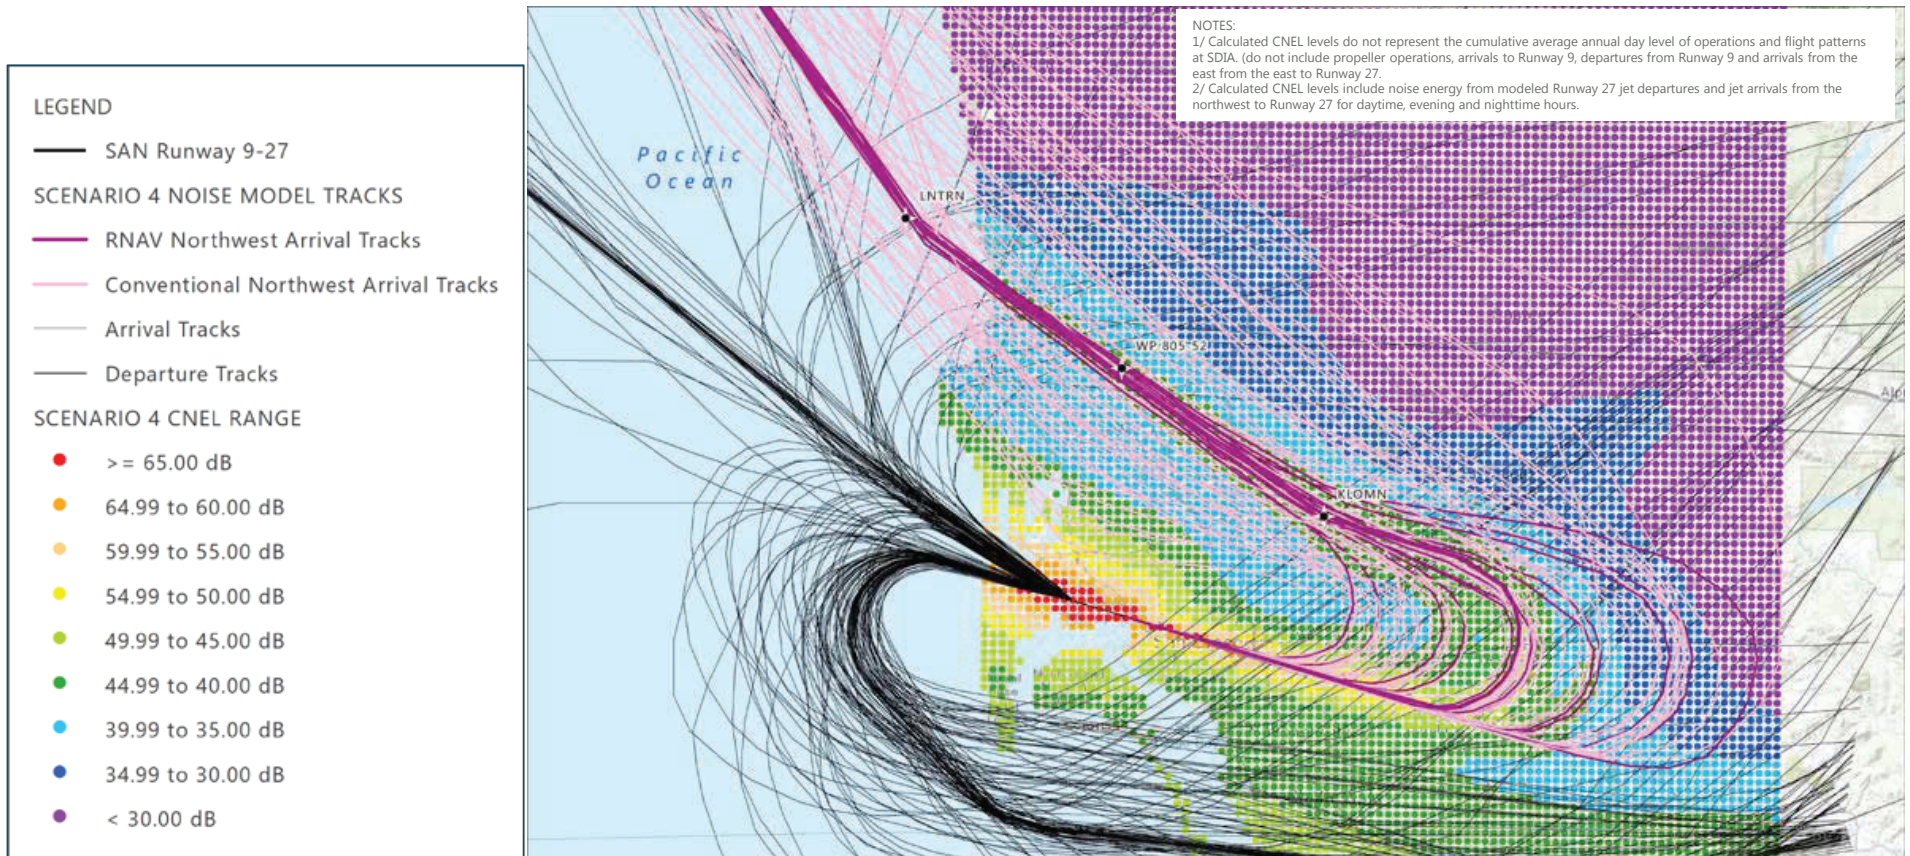 LEGEND
SAN Runway 9-27
SCENARIO 4 NOISE MODEL TRACKS
RNAV Northwest Arrival Tracks
Conventional Northwest Arrival Tracks
Arrival Tracks
Departure Tracks
SCENARIO 4 CNEL RANGE
>= 65.00 dB
64.99 to 60.00 dB
59.99 to 55.00 dB
54.99 to 50.00 dB
49.99 to 45.00 dB
44.99 to 40.00 dB
39.99 to 35.00 dB
34.99 to 30.00 dB
< 30.00 dB
NOTES:
1/ Calculated CNEL levels do not represent the cumulative average annual day level of operations and flight patterns
at SDIA. (do not include propeller operations, arrivals to Runway 9, departures from Runway 9 and arrivals from the
east from the east to Runway 27.
2/ Calculated CNEL levels include noise energy from modeled Runway 27 jet departures and jet arrivals from the
northwest to Runway 27 for daytime, evening and nighttime hours.
Pacific
Ocean
LNTRN
WP 805 52
KLOMN